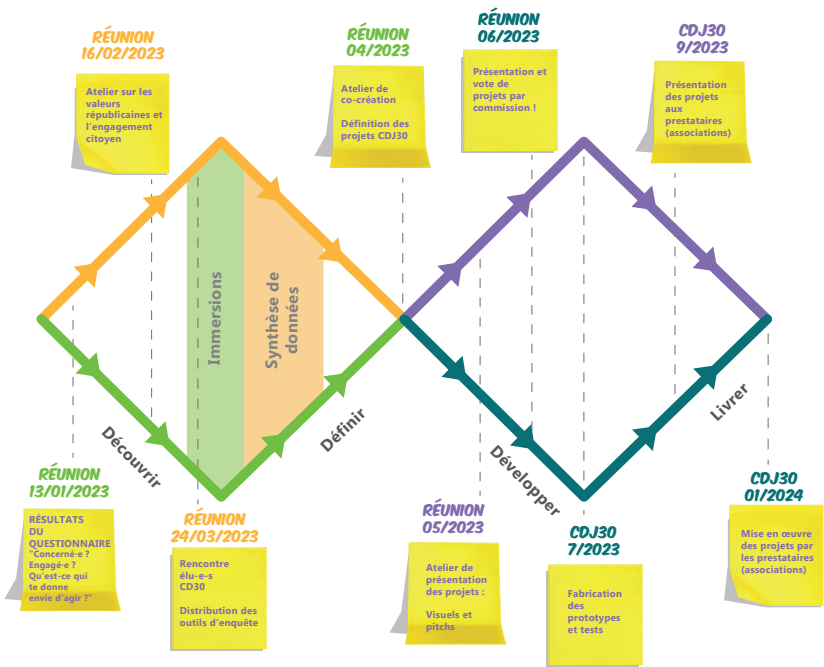 RÉUNION
16/02/2023
Atelier sur les
valeurs
républicaines et
l'engagement
citoyen
RÉUNION
04/2023
Atelier de
co-création
Définition des
projets CDJ30
RÉUNION
06/2023
Présentation et
vote de
projets par
commission !
CDJ30
9/2023
Présentation
des projets
aux
prestataires
(associations)
Immersions
Synthèse de
données
Découvrir
Définir
Développer
Livrer
RÉUNION
13/01/2023
RÉSULTATS
DU
QUESTIONNAIRE
"Concerné·e ?
Engagé·e ?
Qu'est-ce qui
te donne
envie d'agir ?"
RÉUNION
24/03/2023
Rencontre
élu-e-s
CD30
Distribution des
outils d'enquête
RÉUNION
05/2023
Atelier de
présentation
des projets :
Visuels et
pitchs
CDJ30
7/2023
Fabrication
des
prototypes
et tests
CDJ30
01/2024
Mise en œuvre
des projets par
les prestataires
(associations)